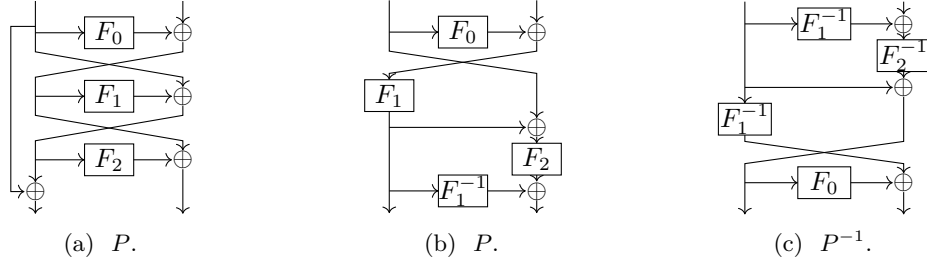 $F_0$
$F_1$
$F_2$
(a) $P$.
$F_0$
$F_1$
$F_2$
$F_1^{-1}$
(b) $P$.
$F_1^{-1}$
$F_2^{-1}$
$F_1^{-1}$
$F_0$
(c) $P^{-1}$.